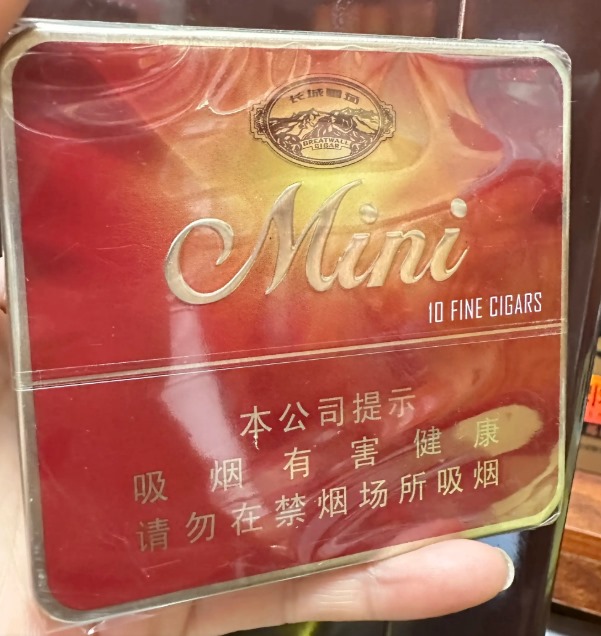 长城雪茄
GREATWALL
CIGAR
Mini
10 FINE CIGARS
本公司提示
吸烟有害健康
请勿在禁烟场所吸烟